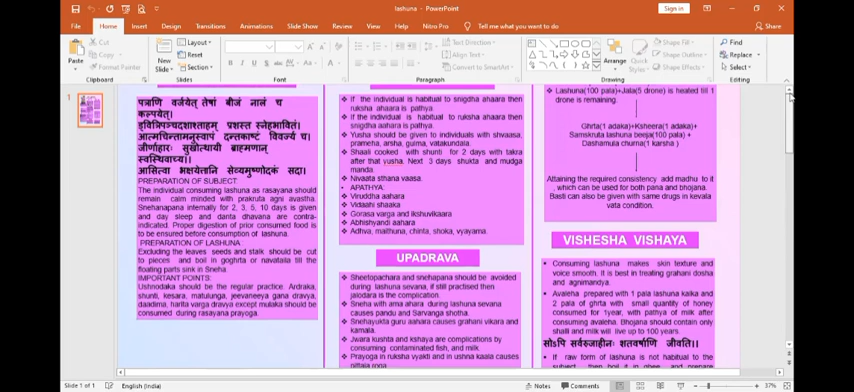 lashuna - PowerPoint
Sign in
File Home Insert Design Transitions Animations Slide Show Review View Help Nitro Pro Tell me what you want to do Share
Paste
Cut
Copy
Format Painter
Clipboard
New Slide
Layout
Reset
Section
Slides
Font
Text Direction
Align Text
Convert to SmartArt
Paragraph
Arrange
Quick Styles
Shape Fill
Shape Outline
Shape Effects
Drawing
Find
Replace
Select
Editing
1
पत्राणि वर्जयेत् तेषां बीजं नालं च
कल्पयेत्।
आत्मचिन्तामनःस्वापं दन्तकाष्टं विवर्ज्यं च।
जीर्णाहारः सुखोत्थायी ब्राह्मणान्
स्वस्थिवाच्या।
आसित्वा भक्षयेत्तानि सेव्यमुष्णोदकं सदा।
PREPARATION OF SUBJECT:
The individual consuming lashuna as rasayana should
remain calm minded with prakruta agni avastha.
Snehanapana internally for 2, 3, 5, 10 days is given
and day sleep and danta dhavana are contra-
indicated. Proper digestion of prior consumed food is
to be ensured before consumption of lashuna.
PREPARATION OF LASHUNA:
Excluding the leaves seeds and stalk should be cut
to pieces and boil in goghrta or navataila till the
floating parts sink in Sneha
IMPORTANT POINTS:
Ushnodaka should be the regular practice. Ardraka,
shunti, kesara, matulunga, jeevaneeya gana dravya,
daadima, harita varga dravya except mulaka should be
consumed during rasayana prayoga.
❖ If the individual is habitual to snigdha ahaara then
ruksha ahaara is pathya.
❖ If the individual is habitual to ruksha ahaara then
snigdha aahara is pathya.
❖ Yusha should be given to individuals with shvaasa,
prameha, arsha, gulma, vatakundala.
❖ Shaali cooked with shunti for 2 days with takra
after that yusha. Next 3 days shukta and mudga
manda.
❖ Nivaata sthana vaasa.
• APATHYA:
❖ Viruddha aahara
❖ Vidaahi shaaka
❖ Gorasa varga and Ikshuvikaara
❖ Abhishyandi aahara
❖ Adhva, maithuna, chinta, shoka, vyayama.
UPADRAVA
❖ Sheetopachara and snehapana should be avoided
during lashuna sevana, if still practised then
jalodara is the complication.
❖ Sneha with ama ahara during lashuna sevana
causes pandu and Sarvanga shotha.
❖ Snehayukta guru aahara causes grahani vikara and
kamala.
❖ Jwara kushta and kshaya are complications by
consuming contaminated fish, and milk.
❖ Prayoga in ruksha vyakti and in ushna kaala causes
❖ Lashuna(100 pala)+Jala(5 drone) is heated till 1
drone is remaining.
Ghrita(1 adaka)+Ksheera(1 adaka)+
Samskruta lashuna beeja(100 pala) +
Dashamula churna(1 karsha )
Attaining the required consistency add madhu to it
, which can be used for both pana and bhojana.
Basti can also be given with same drugs in kevala
vata condition.
VISHESHA VISHAYA
❖ Consuming lashuna makes skin texture and
voice smooth. It is best in treating grahani dosha
and agnimandya.
❖ Avaleha prepared with 1 pala lashuna kalka and
2 pala of ghrta with small quantity of honey
consumed for 1year, with pathya of milk after
consuming avaleha. Bhojana should contain only
shalli and milk will live up to 100 years.
सोऽपि सर्वरुजाहीनः शतवर्षाणि जीवति।।
❖ If raw form of lashuna is not habitual to the
Slide 1 of 1 English (India) Notes Comments 37%